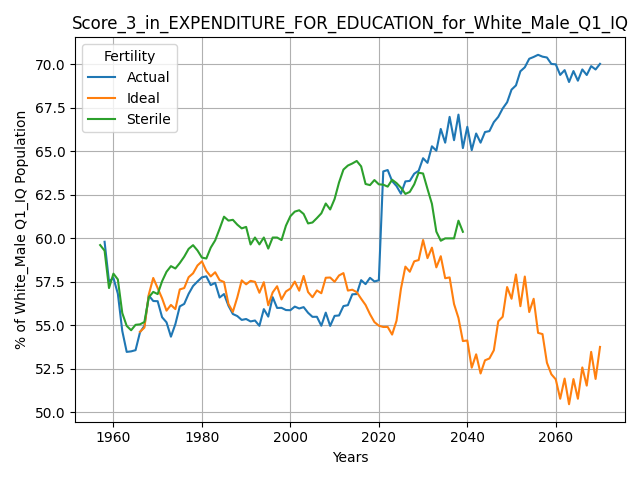 Score_3_in_EXPENDITURE_FOR_EDUCATION_for_White_Male_Q1_IQ
Fertility
Actual
Ideal
Sterile
% of White_Male Q1_IQ Population
70.0
67.5
65.0
62.5
60.0
57.5
55.0
52.5
50.0
1960
1980
2000
2020
2040
2060
Years